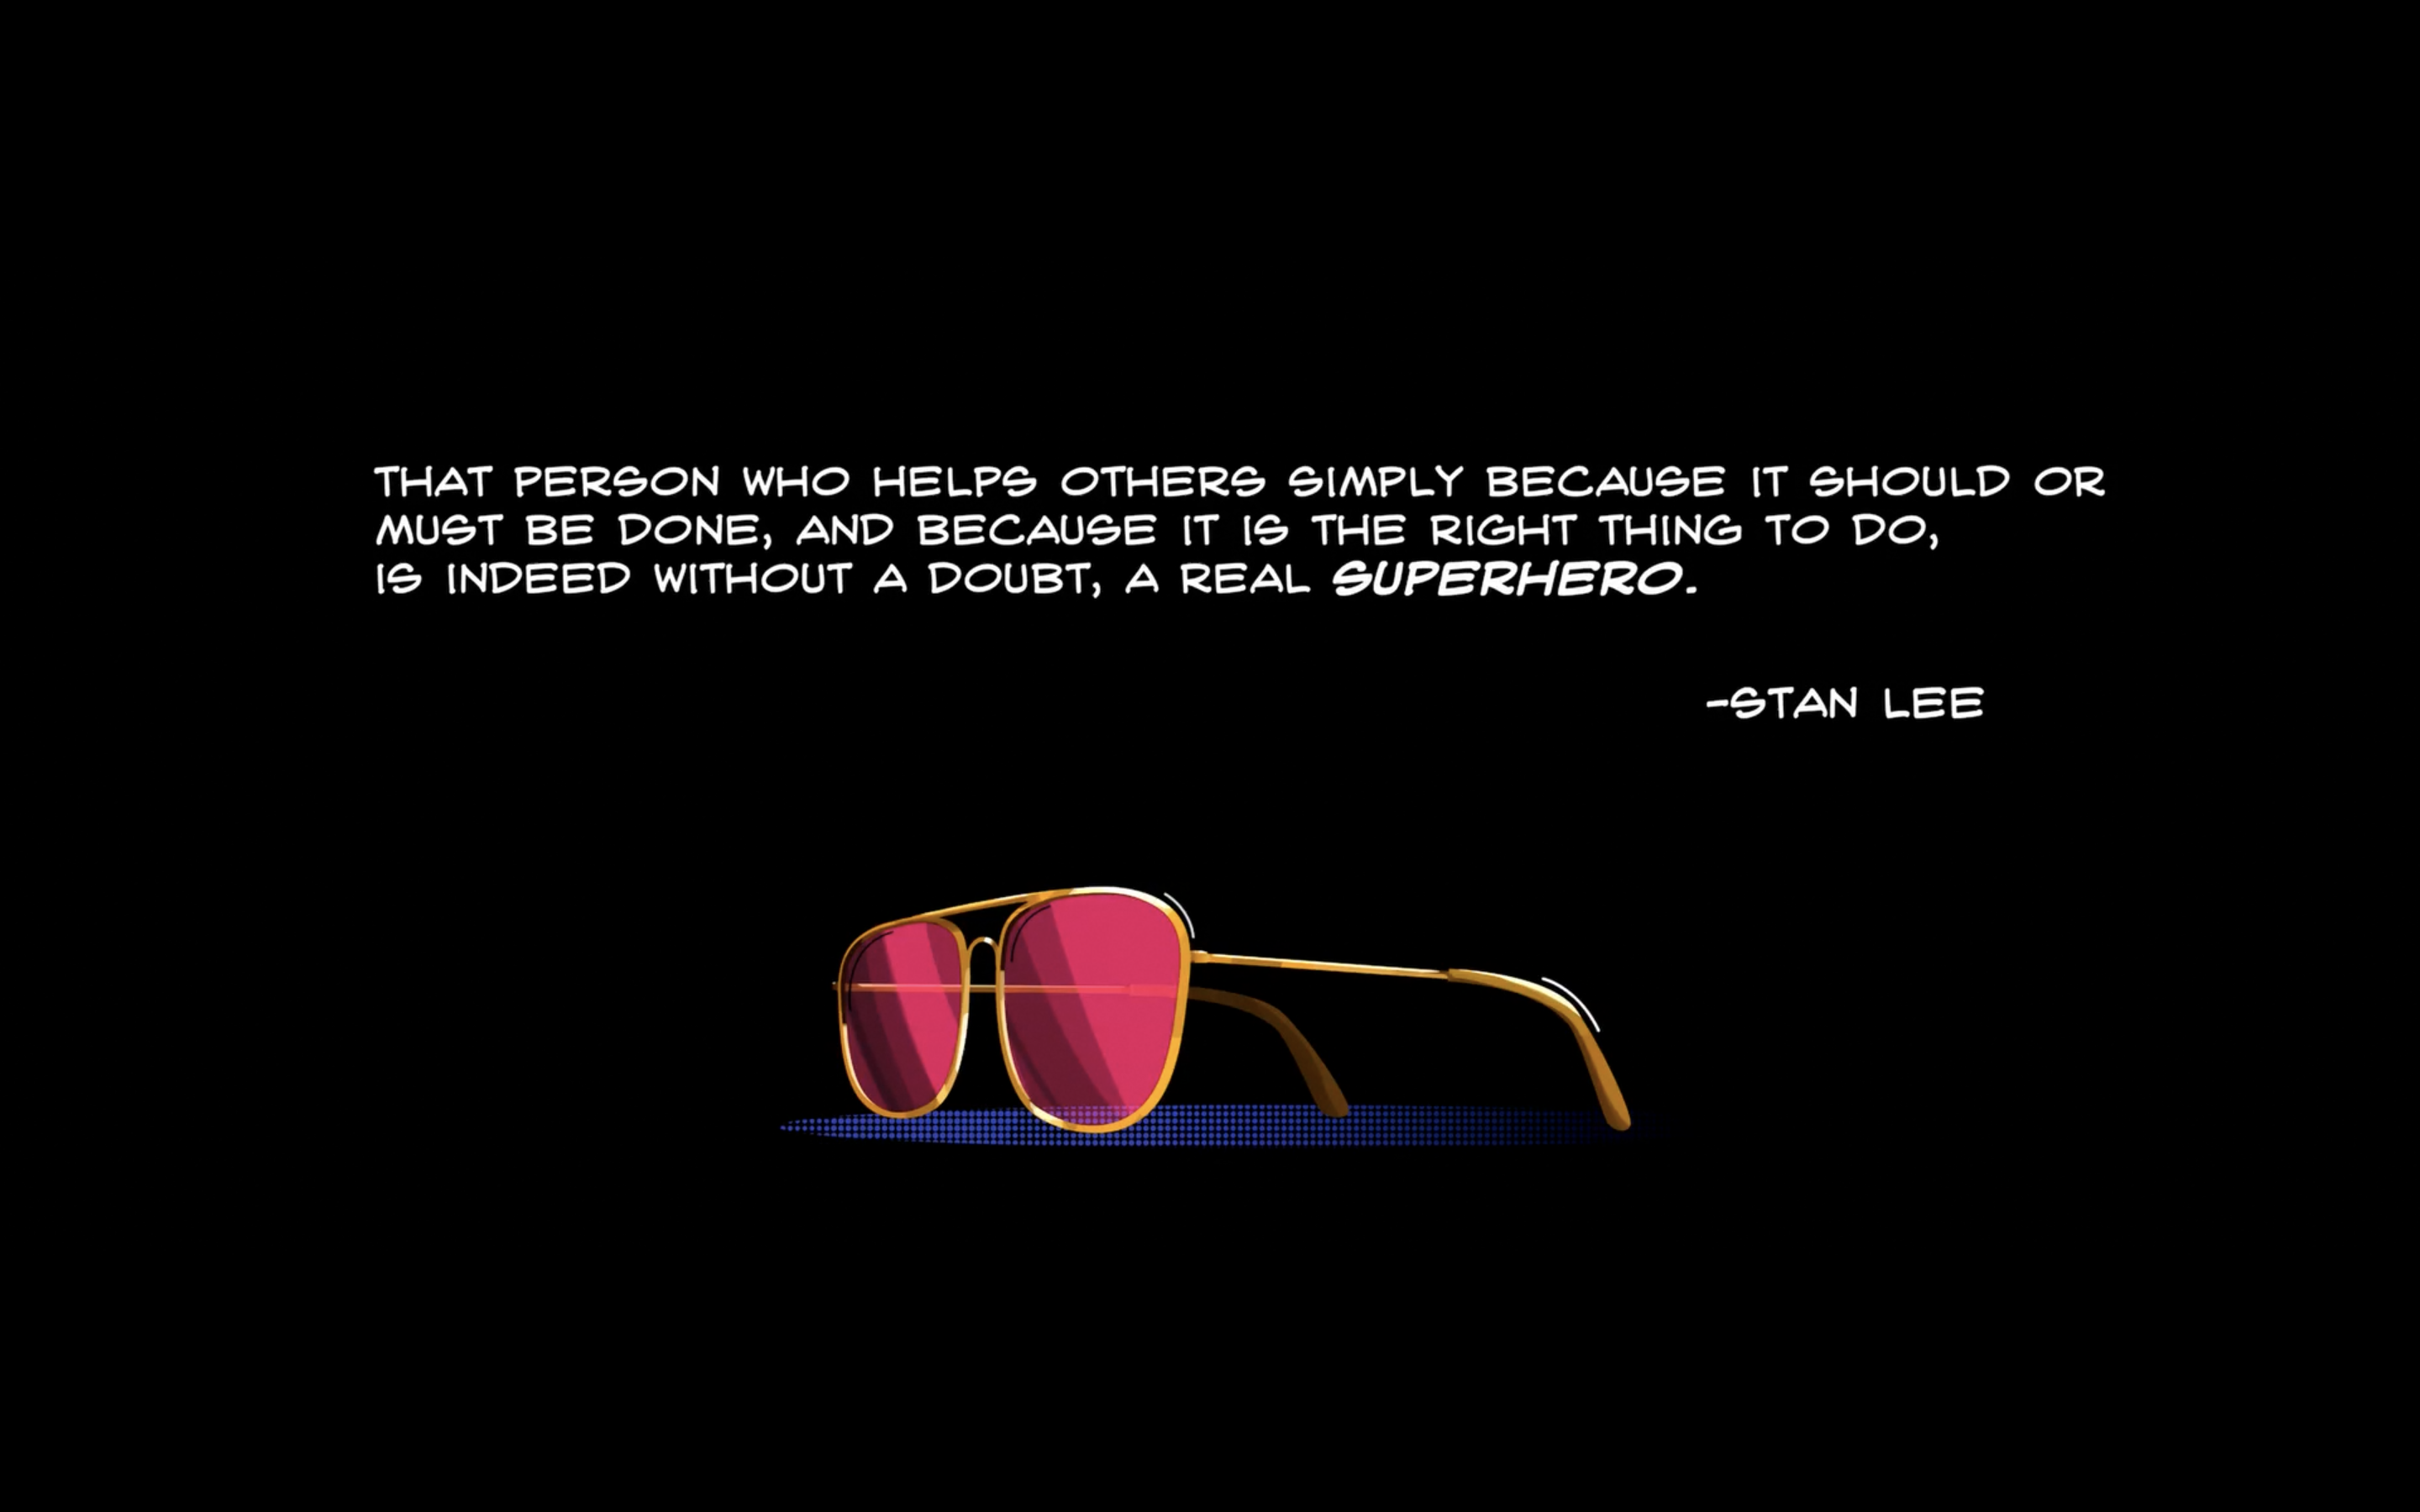 THAT PERSON WHO HELPS OTHERS SIMPLY BECAUSE IT SHOULD OR
MUST BE DONE, AND BECAUSE IT IS THE RIGHT THING TO DO,
IS INDEED WITHOUT A DOUBT, A REAL SUPERHERO.
-STAN LEE